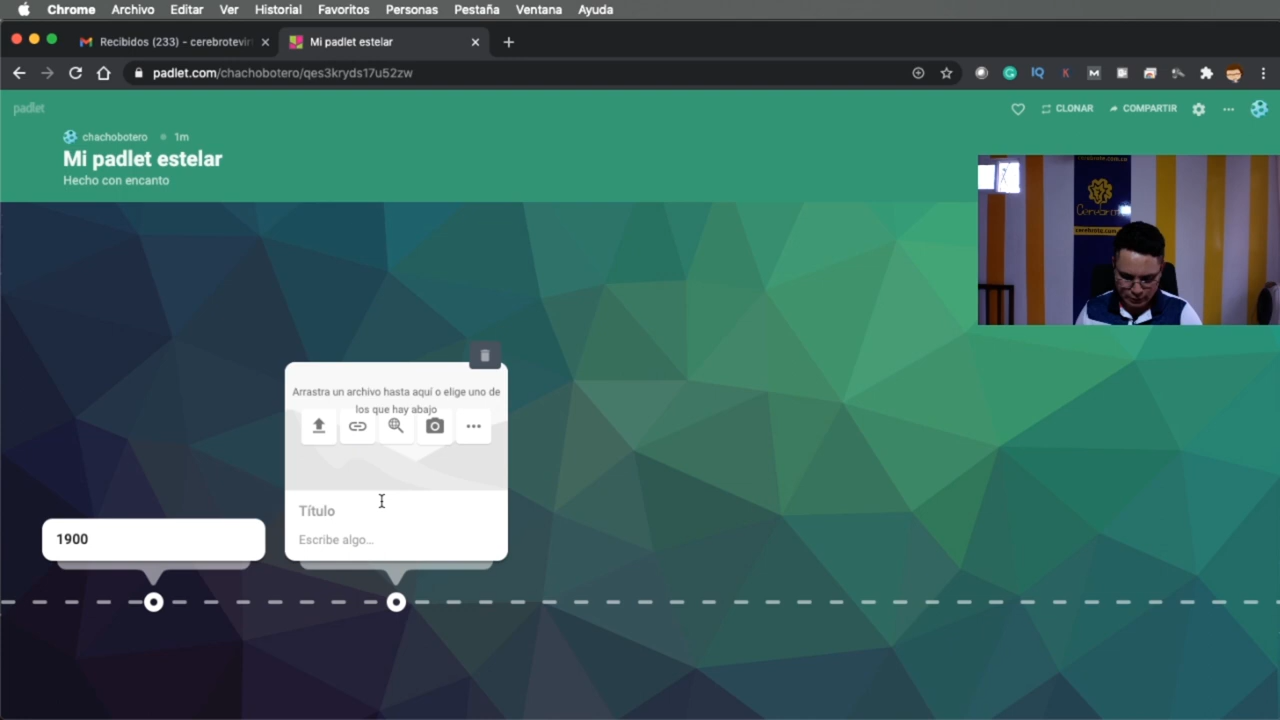 Chrome Archivo Editar Ver Historial Favoritos Personas Pestaña Ventana Ayuda
Recibidos (233) - cerebrotevir
Mi padlet estelar
padlet.com/chachobotero/qes3kryds17u52zw
padlet
CLONAR
COMPARTIR
chachobotero
1m
Mi padlet estelar
Hecho con encanto
Arrastra un archivo hasta aquí o elige uno de
los que hay abajo
Título
Escribe algo...
1900